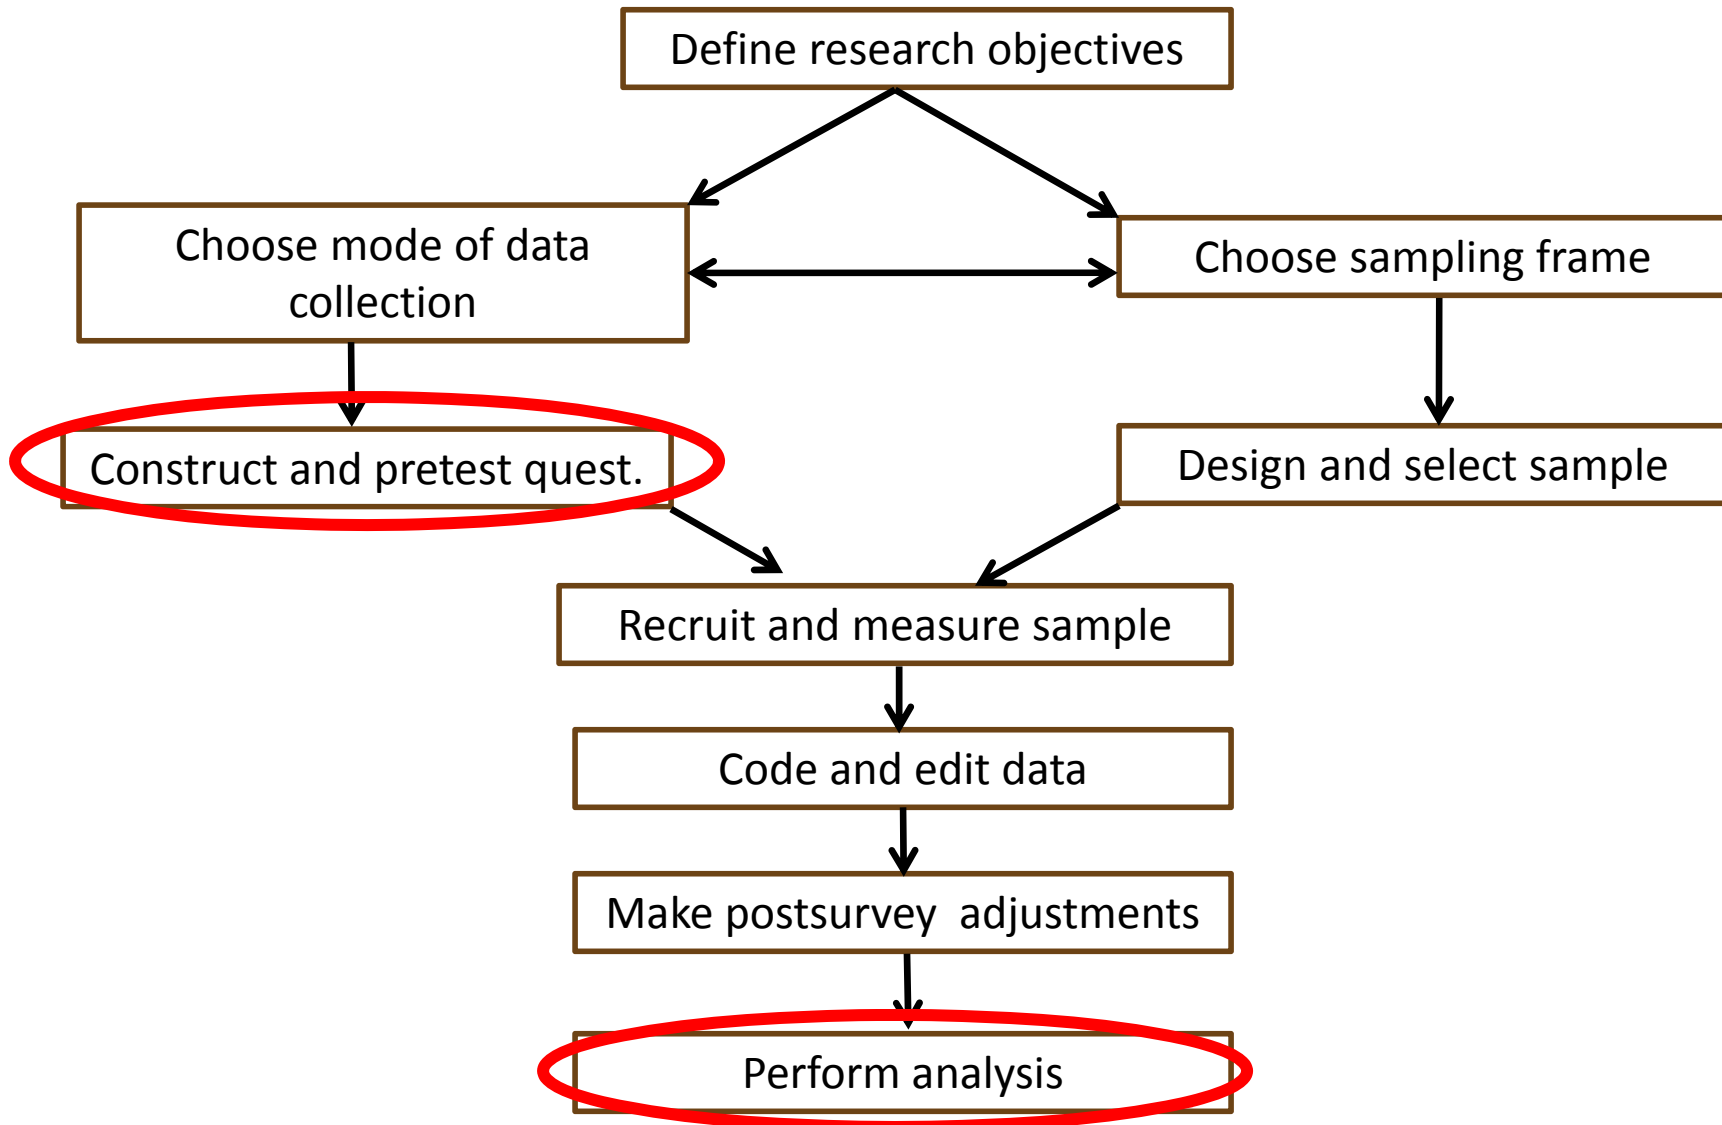 Define research objectives
Choose mode of data
collection
Choose sampling frame
Construct and pretest quest.
Design and select sample
Recruit and measure sample
Code and edit data
Make postsurvey  adjustments
Perform analysis